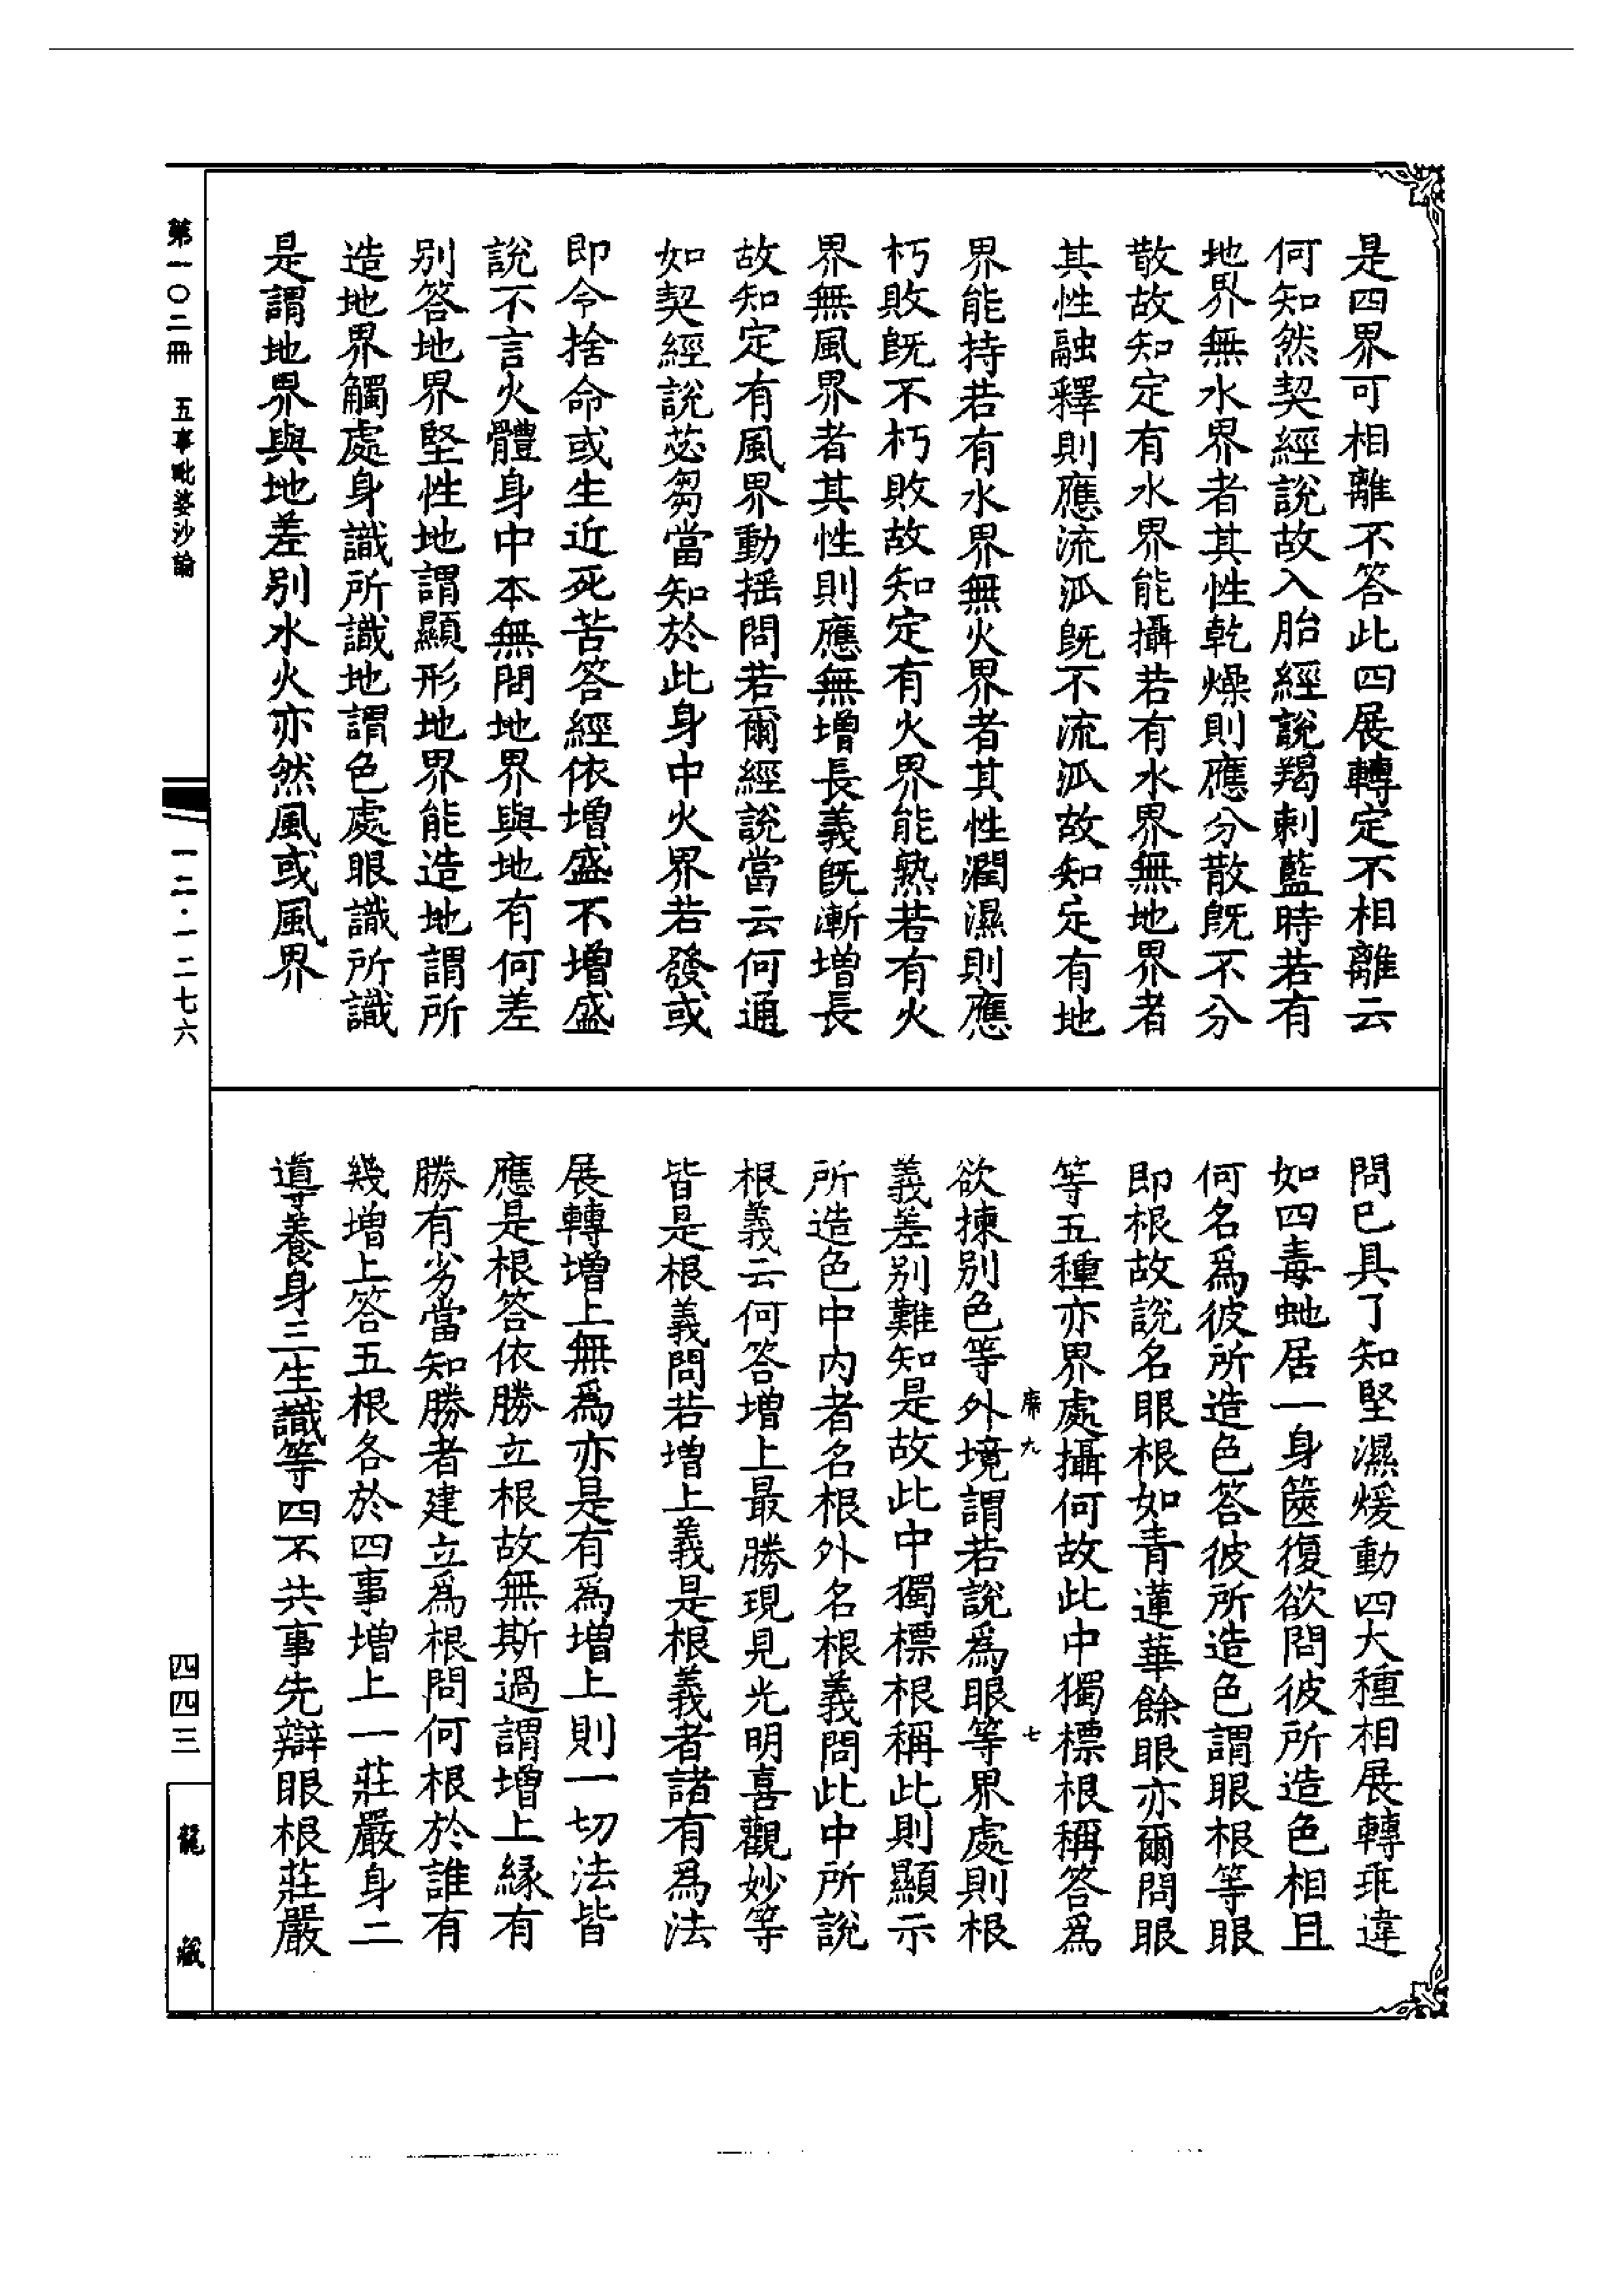 是四界可相離不答此四展轉定不相離云
何知然契經說故入胎經說羯剌藍時若有
地界無水界者其性乾燥則應分散既不分
散故知定有水界能攝若有水界無地界者
其性融釋則應流泒既不流泒故知定有地
界能持若有水界無火界者其性潤濕則應
朽敗既不朽敗故知定有火界能熟若有火
界無風界者其性則應無增長義既漸增長
故知定有風界動搖問若爾經說當云何通
如契經說苾芻當知於此身中火界若發或
即令捨命或生近死苦答經依增盛不增盛
說不言火體身中本無問地界與地有何差
別答地界堅性地謂顯形地界能造地謂所
造地界觸處身識所識地謂色處眼識所識
是謂地界與地差別水火亦然風或風界
問已具了知堅濕煖動四大種相展轉乖違
如四毒虵居一身篋復欲問彼所造色相且
何名爲彼所造色答彼所造色謂眼根等眼
即根故說名眼根如青蓮華餘眼亦爾問眼
等五種亦界處攝何故此中獨標根稱答爲
席九 七
欲揀別色等外境謂若說爲眼等界處則根
義差別難知是故此中獨標根稱此則顯示
所造色中內者名根外名根義問此中所說
根義云何答增上最勝現見光明喜觀妙等
皆是根義問若增上義是根義者諸有爲法
展轉增上無爲亦是有爲增上則一切法皆
應是根答依勝立根故無斯過謂增上緣有
勝有劣當知勝者建立爲根問何根於誰有
幾增上答五根各於四事增上一莊嚴身二
導養身三生識等四不共事先辯眼根莊嚴
第一〇二冊 五事毗婆沙論
一二·一二七六
四四三
龍藏